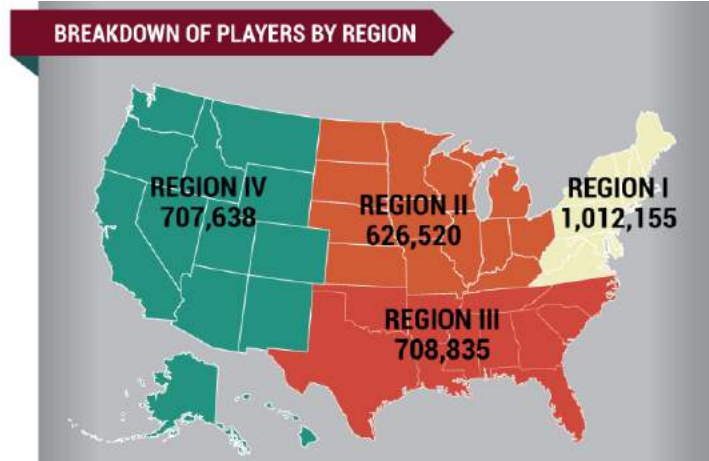 BREAKDOWN OF PLAYERS BY REGION
REGION IV
707,638
REGION II
626,520
REGION I
1,012,155
REGION III
708,835